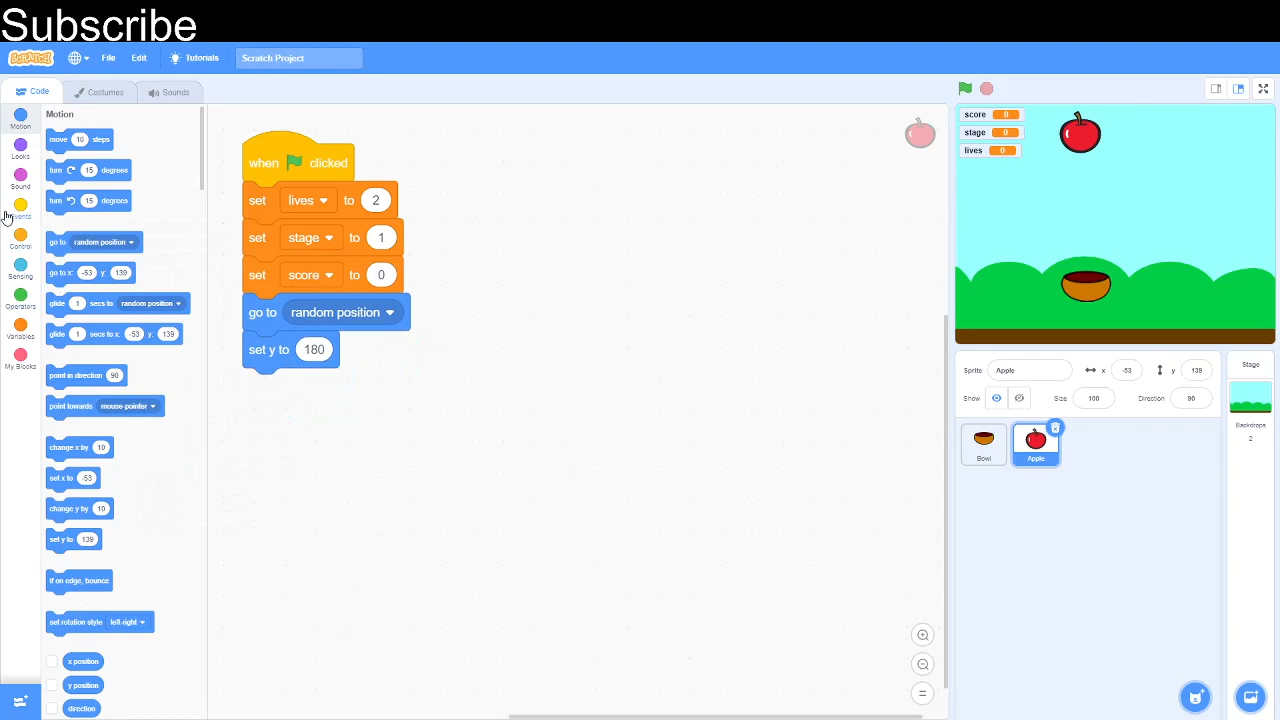 Subscribe
SCRATCH File Edit Tutorials Scratch Project
Code Costumes Sounds
Motion
Looks
Sound
Events
Control
Sensing
Operators
Variables
My Blocks
Motion
move 10 steps
turn 15 degrees
turn 15 degrees
go to random position
go to x: -53 y: 139
glide 1 secs to random position
glide 1 secs to x: -53 y: 139
point in direction 90
point towards mouse-pointer
change x by 10
set x to -53
change y by 10
set y to 139
if on edge, bounce
set rotation style left-right
x position
y position
direction
when clicked
set lives to 2
set stage to 1
set score to 0
go to random position
set y to 180
score 0
stage 0
lives 0
Sprite Apple x -53 y 139
Show Size 100 Direction 90
Bowl
Apple
Stage
Backdrops
2